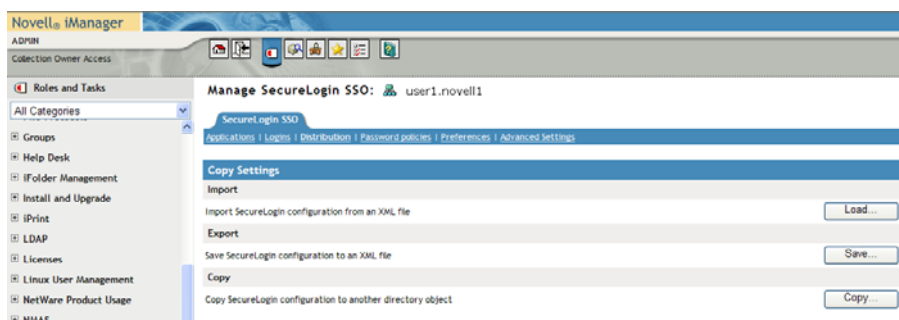 Novell® iManager
ADMIN
Collection Owner Access
Roles and Tasks
All Categories
Groups
Help Desk
iFolder Management
Install and Upgrade
iPrint
LDAP
Licenses
Linux User Management
NetWare Product Usage
NMAS
Manage SecureLogin SSO: user1.novell1
SecureLogin SSO
Applications | Logins | Distribution | Password policies | Preferences | Advanced Settings
Copy Settings
Import
Import SecureLogin configuration from an XML file Load...
Export
Save SecureLogin configuration to an XML file Save...
Copy
Copy SecureLogin configuration to another directory object Copy...